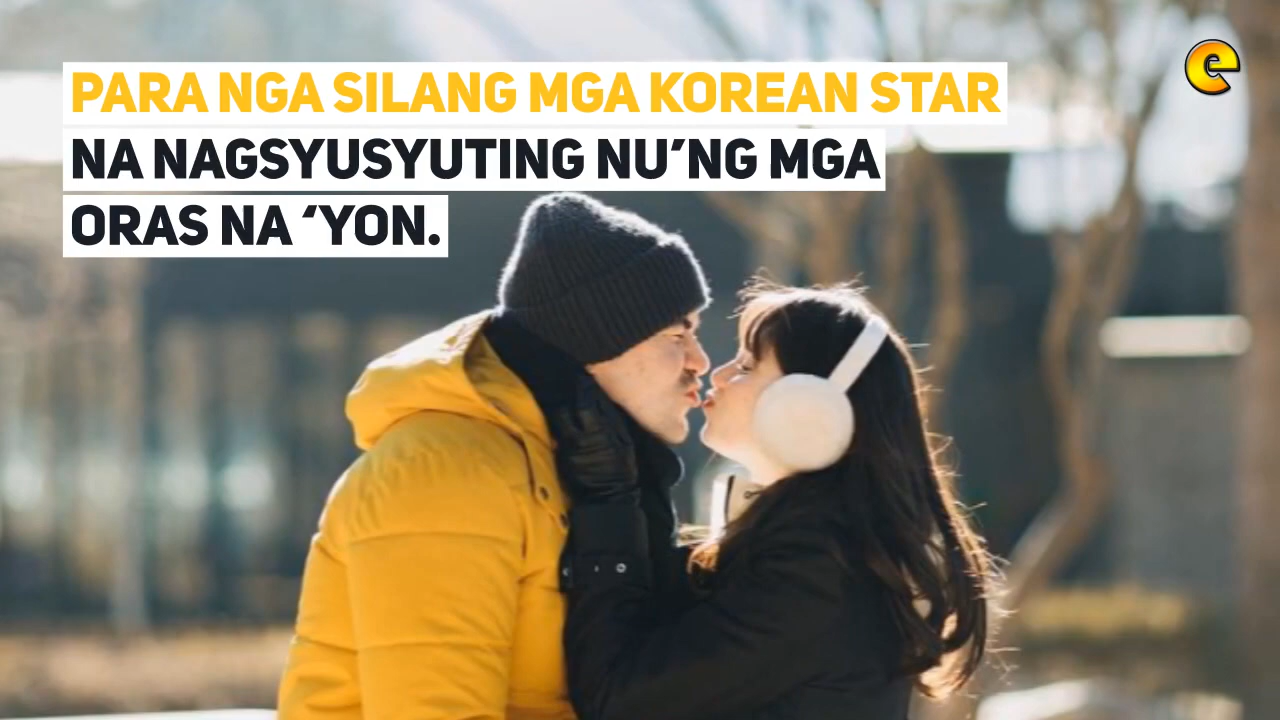 PARA NGA SILANG MGA KOREAN STAR
NA NAGSYUSYUTING NU’NG MGA
ORAS NA ‘YON.
e